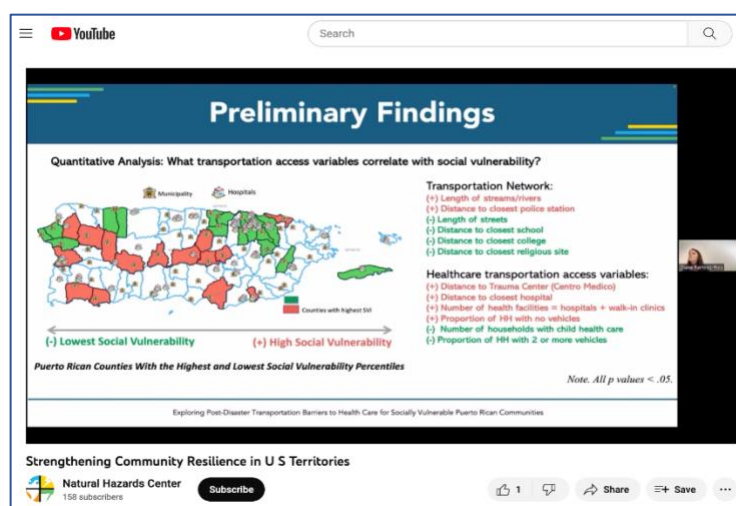 YouTube
Search
Preliminary Findings
Quantitative Analysis: What transportation access variables correlate with social vulnerability?
Municipality
Hospitals
Counties with highest SVI
(-) Lowest Social Vulnerability
(+) High Social Vulnerability
Puerto Rican Counties With the Highest and Lowest Social Vulnerability Percentiles
Transportation Network:
(+) Length of streams/rivers
(+) Distance to closest police station
(-) Length of streets
(-) Distance to closest school
(-) Distance to closest college
(-) Distance to closest religious site
Healthcare transportation access variables:
(+) Distance to Trauma Center (Centro Medico)
(+) Distance to closest hospital
(+) Number of health facilities = hospitals + walk-in clinics
(+) Proportion of HH with no vehicles
(-) Number of households with child health care
(-) Proportion of HH with 2 or more vehicles
Note. All p values < .05.
Exploring Post-Disaster Transportation Barriers to Health Care for Socially Vulnerable Puerto Rican Communities
Strengthening Community Resilience in U S Territories
Natural Hazards Center
158 subscribers
Subscribe
1
Share
Save